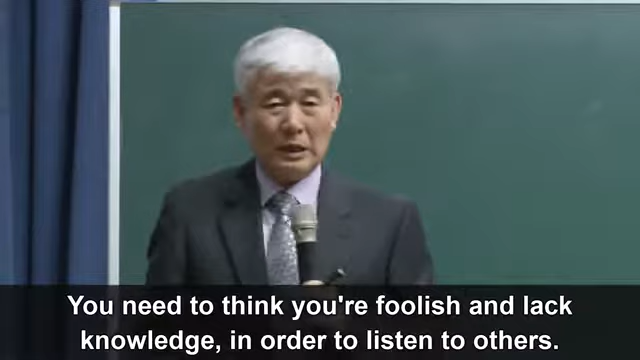 You need to think you're foolish and lack
knowledge, in order to listen to others.